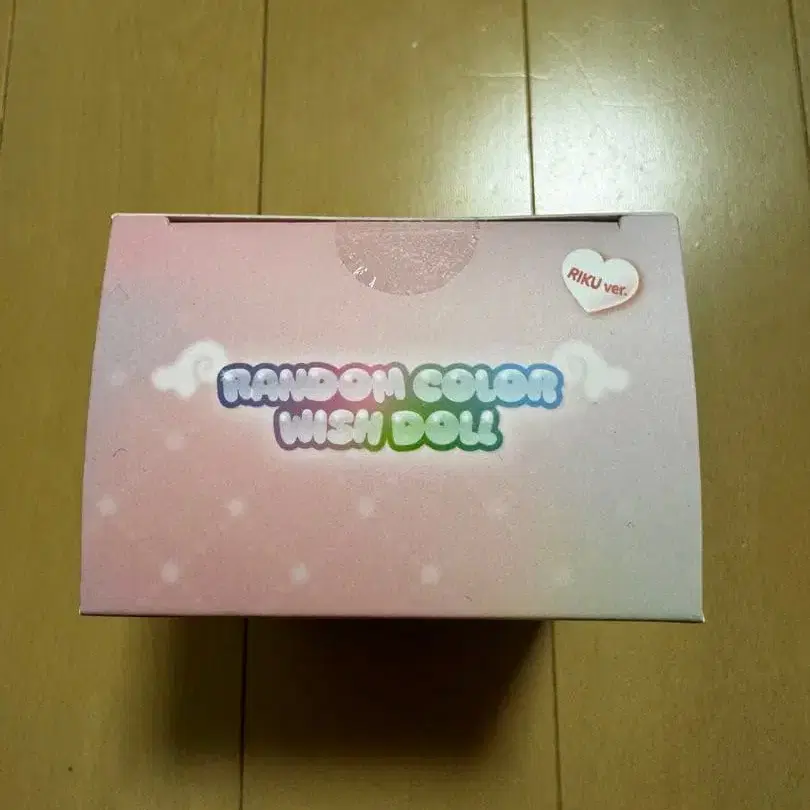 RIKU ver.
RANDOM COLOR
WISH DOLL